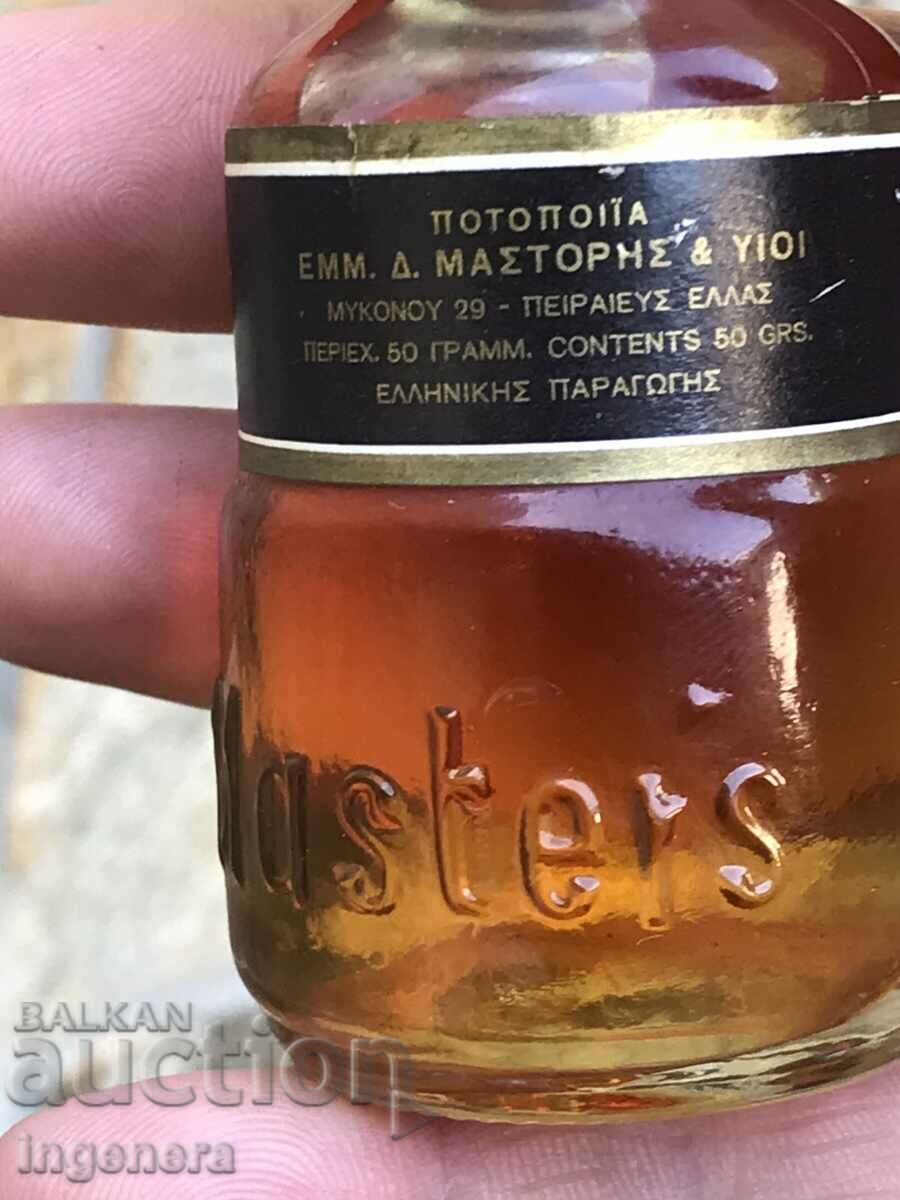 ΠΟΤΟΠΟΙΪΑ
ΕΜΜ. Δ. ΜΑΣΤΟΡΗΣ & ΥΙΟΙ
ΜΥΚΟΝΟΥ 29 - ΠΕΙΡΑΙΕΥΣ ΕΛΛΑΣ
ΠΕΡΙΕΧ. 50 ΓΡΑΜΜ. CONTENTS 50 GRS.
ΕΛΛΗΝΙΚΗΣ ΠΑΡΑΓΩΓΗΣ
Masters
BALKAN
auction
ingenera